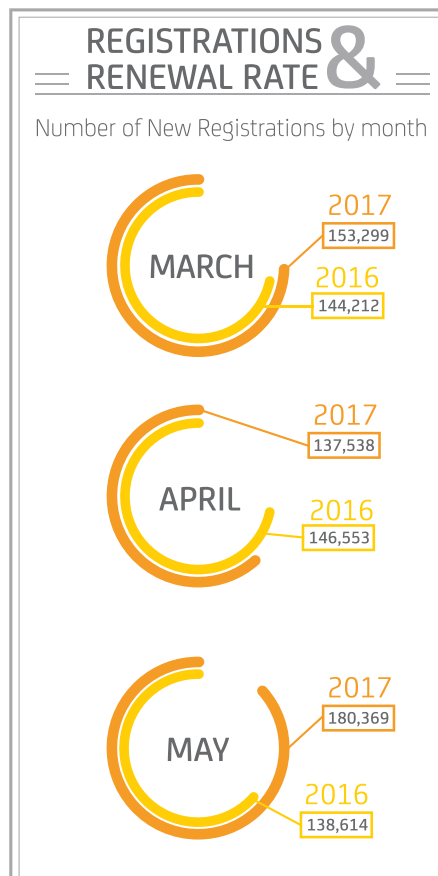 REGISTRATIONS &
RENEWAL RATE
Number of New Registrations by month
MARCH
2017
153,299
2016
144,212
APRIL
2017
137,538
2016
146,553
MAY
2017
180,369
2016
138,614